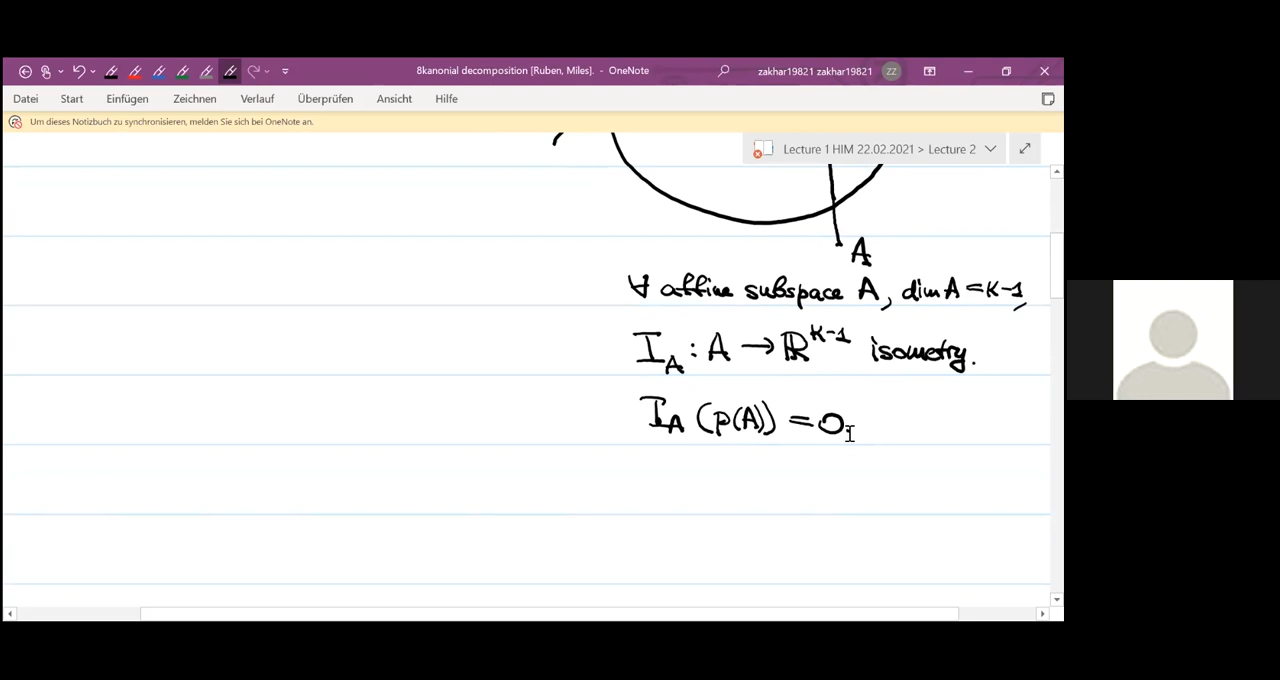 8kanonial decomposition [Ruben, Miles]. - OneNote
zakhar19821 zakhar19821
ZZ
Datei Start Einfügen Zeichnen Verlauf Überprüfen Ansicht Hilfe
Um dieses Notizbuch zu synchronisieren, melden Sie sich bei OneNote an.
Lecture 1 HIM 22.02.2021 > Lecture 2
A
∀ affine subspace A, dim A = K-1,
I_A : A → ℝ^{K-1} isometry.
I_A (p(A)) = 0.